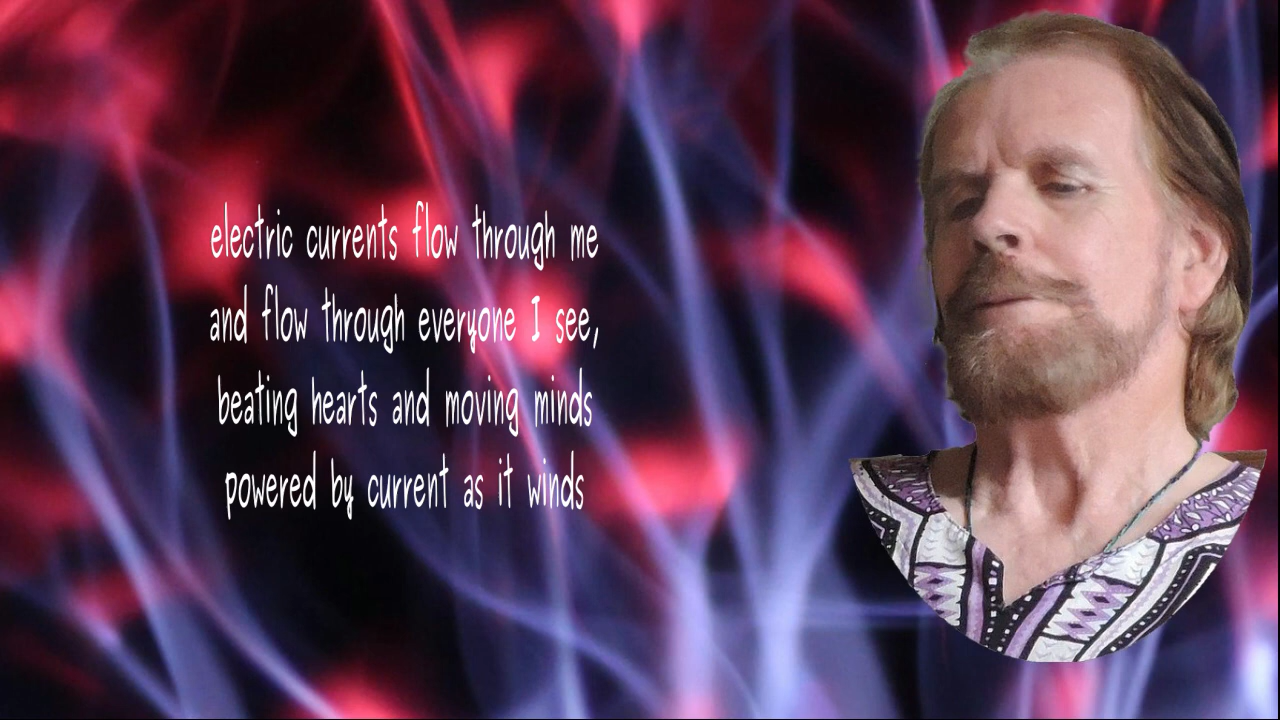 electric currents flow through me
and flow through everyone I see,
beating hearts and moving minds
powered by current as it winds